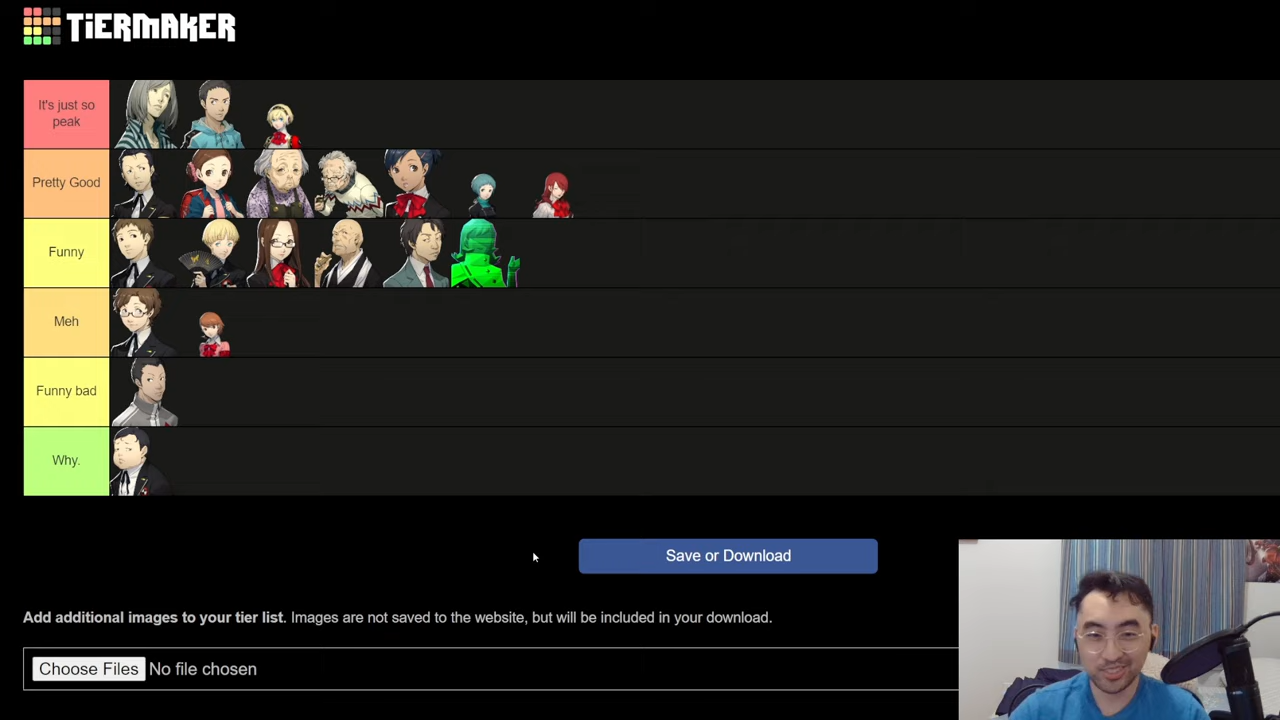 TiERMAKER
It's just so
peak
Pretty Good
Funny
Meh
Funny bad
Why.
Save or Download
Add additional images to your tier list. Images are not saved to the website, but will be included in your download.
Choose Files No file chosen